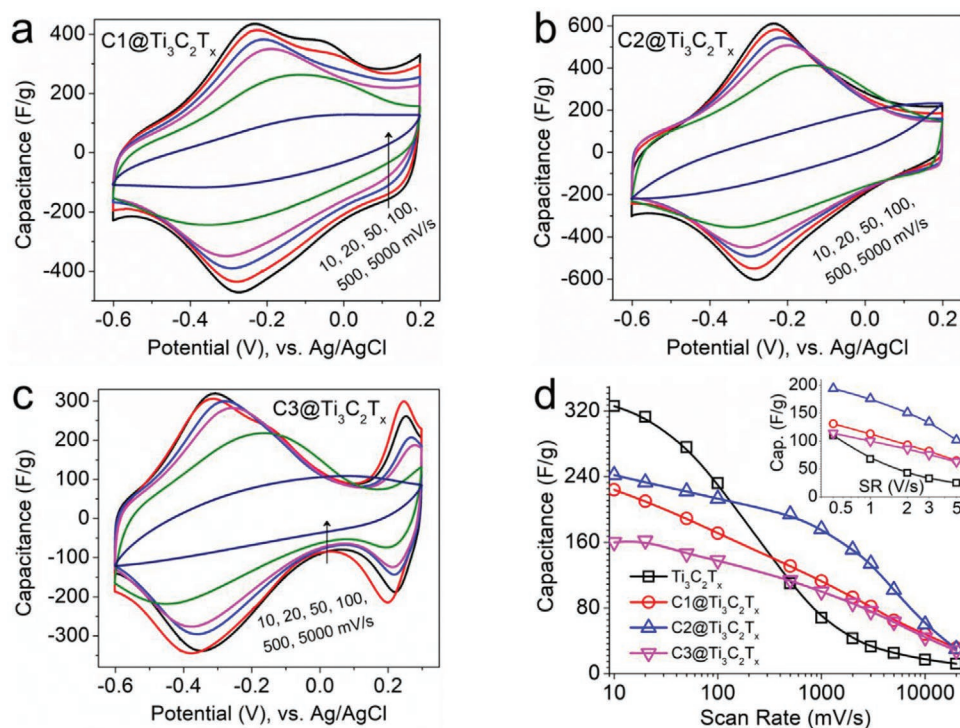 a
C1@Ti₃C₂Tₓ
400
200
0
-200
-400
Capacitance (F/g)
10, 20, 50, 100,
500, 5000 mV/s
-0.6 -0.4 -0.2 0.0 0.2
Potential (V), vs. Ag/AgCl
b
C2@Ti₃C₂Tₓ
600
400
200
0
-200
-400
-600
Capacitance (F/g)
10, 20, 50, 100,
500, 5000 mV/s
-0.6 -0.4 -0.2 0.0 0.2
Potential (V), vs. Ag/AgCl
c
C3@Ti₃C₂Tₓ
300
200
100
0
-100
-200
-300
Capacitance (F/g)
10, 20, 50, 100,
500, 5000 mV/s
-0.6 -0.4 -0.2 0.0 0.2
Potential (V), vs. Ag/AgCl
d
320
240
160
80
0
Capacitance (F/g)
200
150
100
50
0
Cap. (F/g)
SR (V/s)
0.5 1 2 3 5
Ti₃C₂Tₓ
C1@Ti₃C₂Tₓ
C2@Ti₃C₂Tₓ
C3@Ti₃C₂Tₓ
10 100 1000 10000
Scan Rate (mV/s)